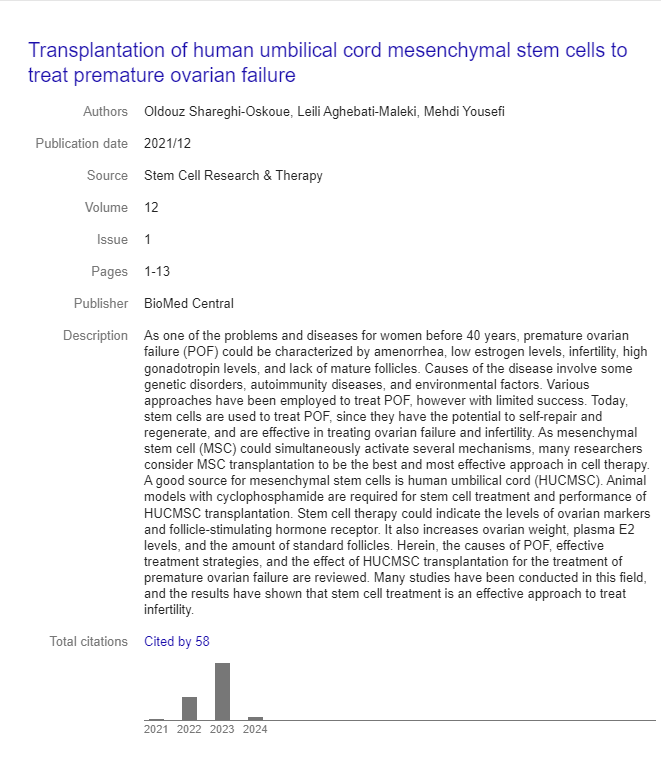 Transplantation of human umbilical cord mesenchymal stem cells to
treat premature ovarian failure
Authors Oldouz Shareghi-Oskoue, Leili Aghebati-Maleki, Mehdi Yousefi
Publication date 2021/12
Source Stem Cell Research & Therapy
Volume 12
Issue 1
Pages 1-13
Publisher BioMed Central
Description As one of the problems and diseases for women before 40 years, premature ovarian
failure (POF) could be characterized by amenorrhea, low estrogen levels, infertility, high
gonadotropin levels, and lack of mature follicles. Causes of the disease involve some
genetic disorders, autoimmunity diseases, and environmental factors. Various
approaches have been employed to treat POF, however with limited success. Today,
stem cells are used to treat POF, since they have the potential to self-repair and
regenerate, and are effective in treating ovarian failure and infertility. As mesenchymal
stem cell (MSC) could simultaneously activate several mechanisms, many researchers
consider MSC transplantation to be the best and most effective approach in cell therapy.
A good source for mesenchymal stem cells is human umbilical cord (HUCMSC). Animal
models with cyclophosphamide are required for stem cell treatment and performance of
HUCMSC transplantation. Stem cell therapy could indicate the levels of ovarian markers
and follicle-stimulating hormone receptor. It also increases ovarian weight, plasma E2
levels, and the amount of standard follicles. Herein, the causes of POF, effective
treatment strategies, and the effect of HUCMSC transplantation for the treatment of
premature ovarian failure are reviewed. Many studies have been conducted in this field,
and the results have shown that stem cell treatment is an effective approach to treat
infertility.
Total citations Cited by 58
2021 2022 2023 2024